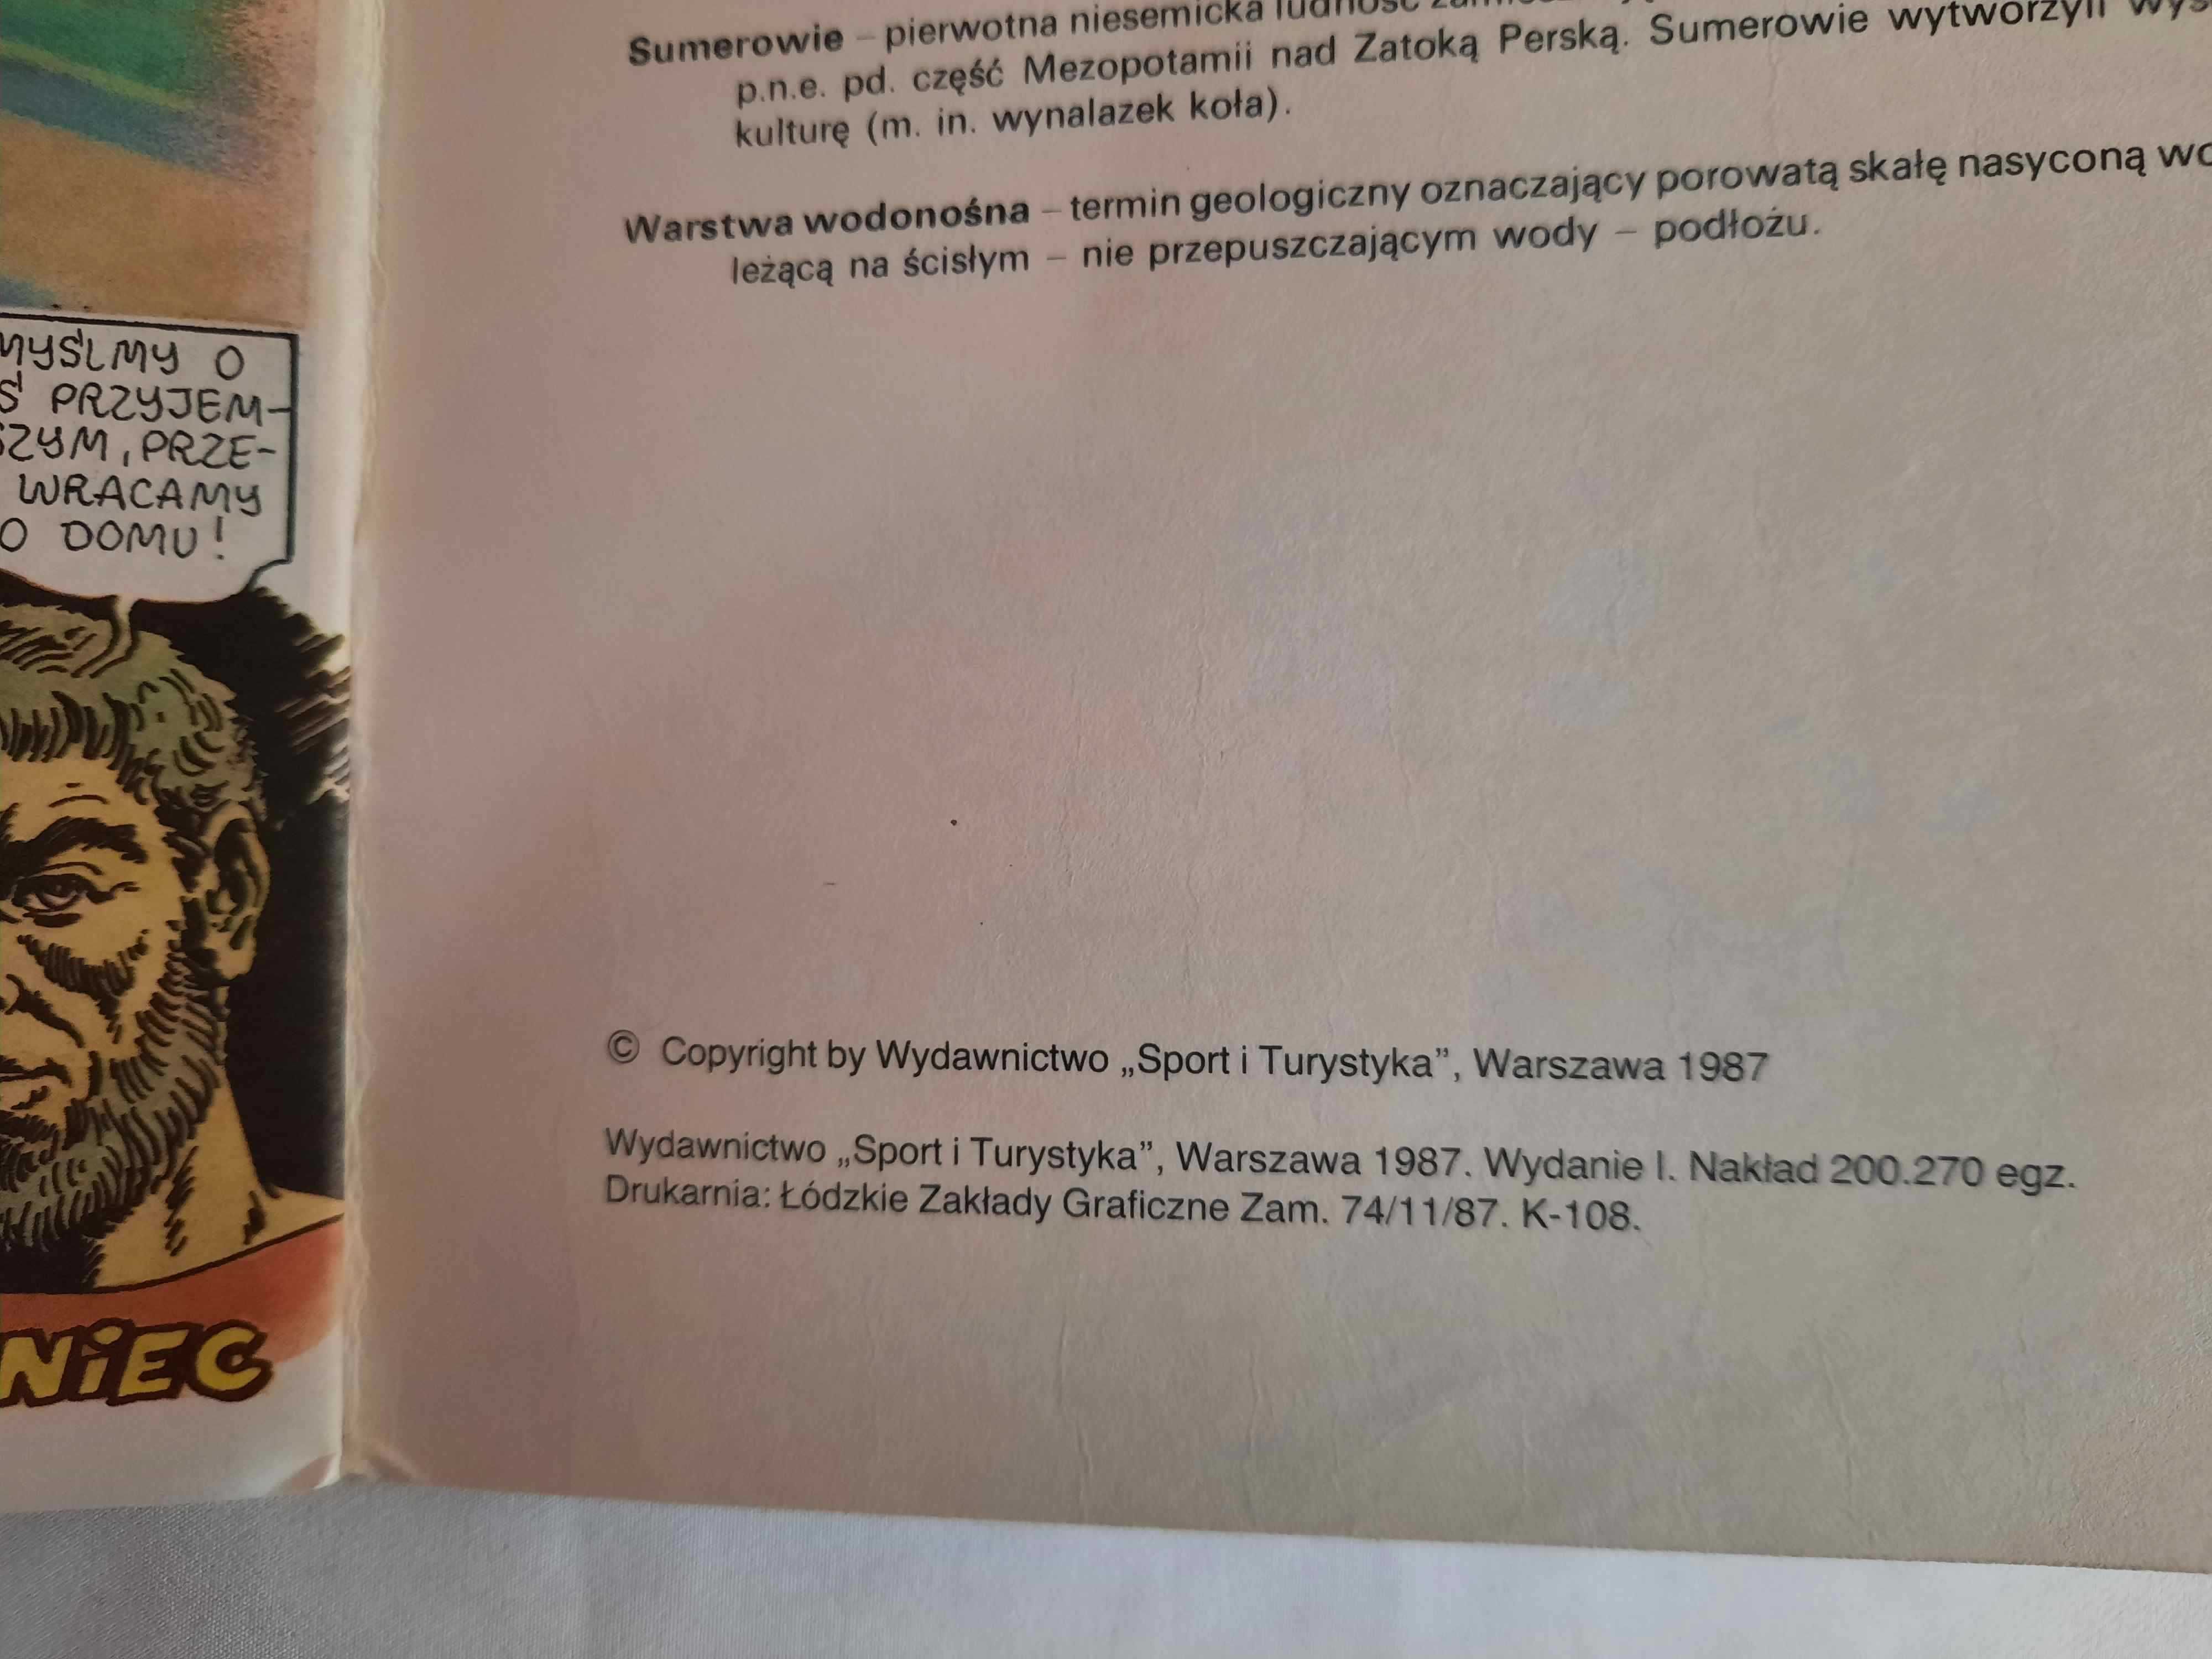 MYŚLMY O
Ś PRZYJEM-
SZYM, PRZE-
WRACAMY
O DOMU!
NIEC
Sumerowie – pierwotna niesemicka ludność
p.n.e. pd. część Mezopotamii nad Zatoką Perską. Sumerowie wytworzyli
kulturę (m. in. wynalazek koła).
Warstwa wodonośna – termin geologiczny oznaczający porowatą skałę nasyconą
leżącą na ścisłym – nie przepuszczającym wody – podłożu.
© Copyright by Wydawnictwo „Sport i Turystyka”, Warszawa 1987
Wydawnictwo „Sport i Turystyka”, Warszawa 1987. Wydanie I. Nakład 200.270 egz.
Drukarnia: Łódzkie Zakłady Graficzne Zam. 74/11/87. K-108.